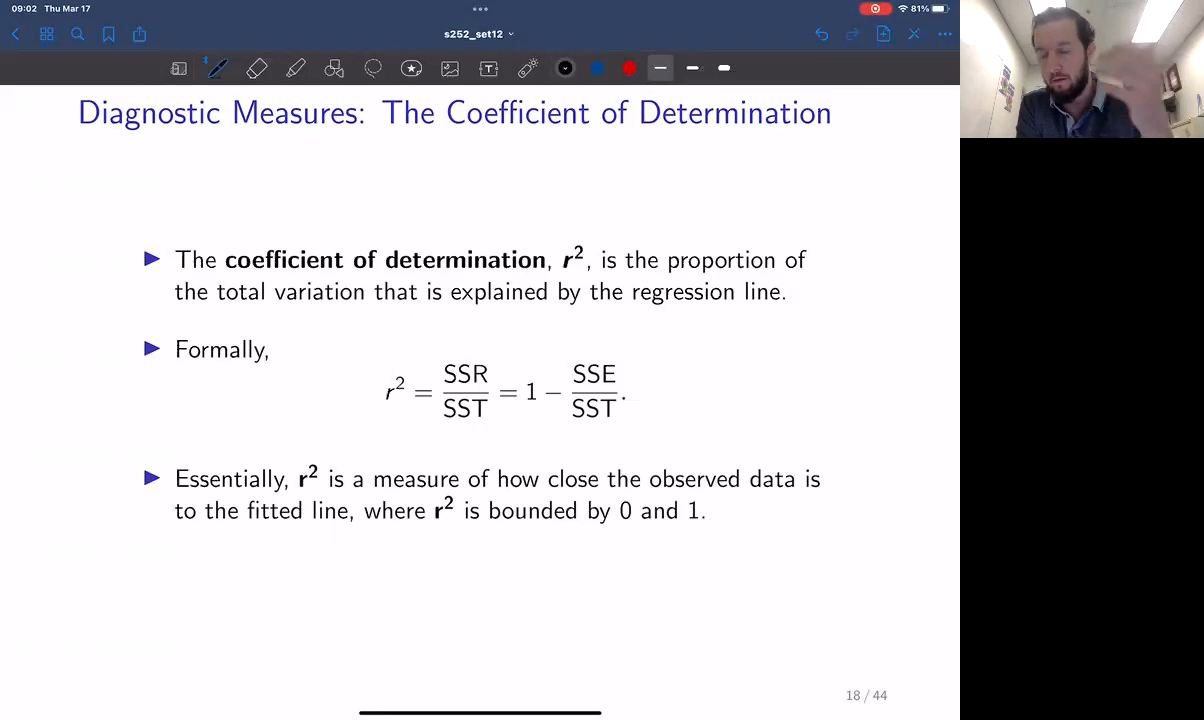 09:02 Thu Mar 17
81%
s252_set12
Diagnostic Measures: The Coefficient of Determination
▶ The coefficient of determination, r², is the proportion of
the total variation that is explained by the regression line.
▶ Formally,
r² = SSR/SST = 1 − SSE/SST.
▶ Essentially, r² is a measure of how close the observed data is
to the fitted line, where r² is bounded by 0 and 1.
18 / 44